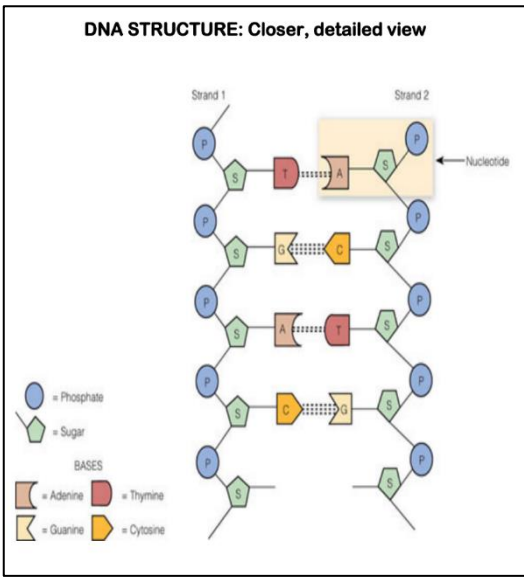 DNA STRUCTURE: Closer, detailed view
Strand 1 Strand 2
P P
S T A S
Nucleotide
P P
S G C S
P P
S A T S
P P
S C G S
P P
S S
= Phosphate
= Sugar
BASES
= Adenine = Thymine
= Guanine = Cytosine